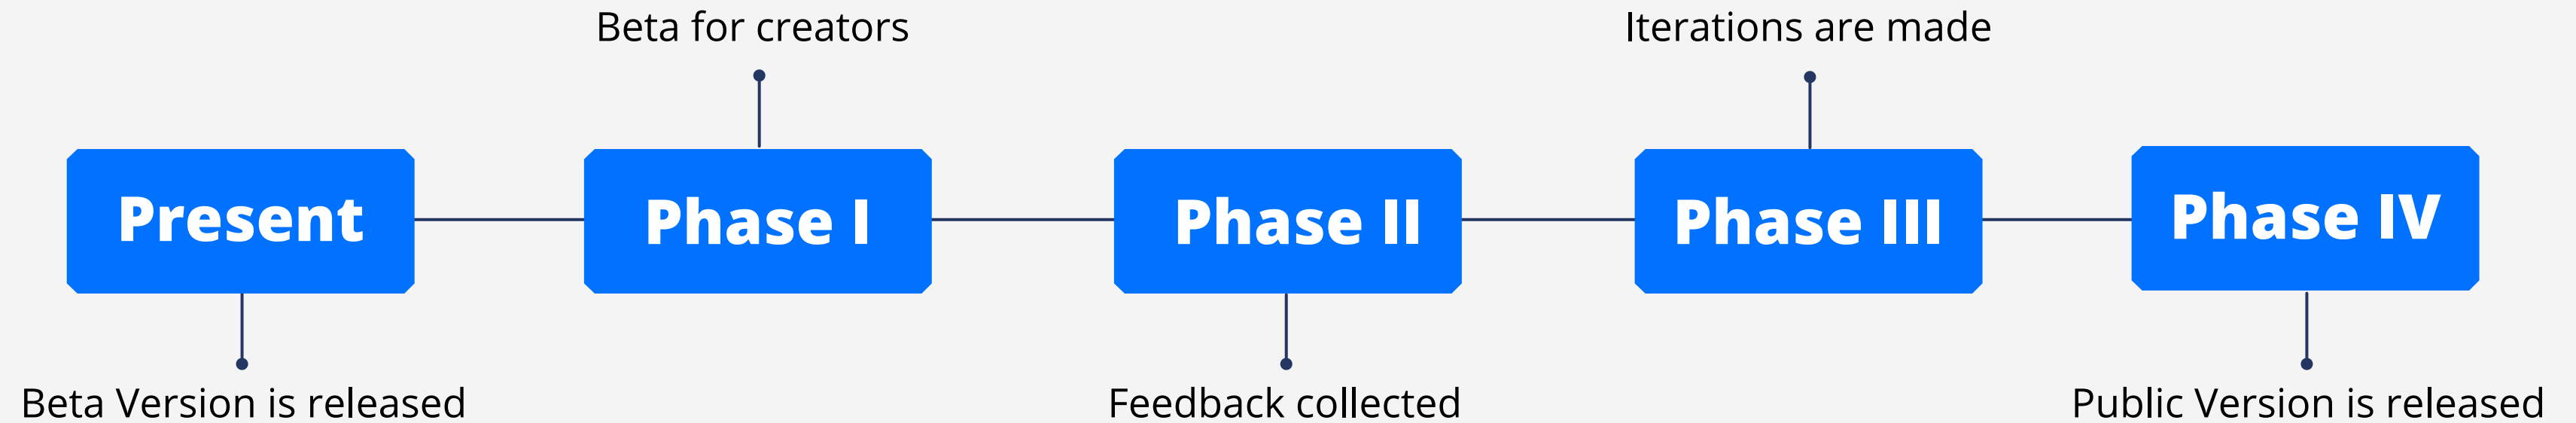 Beta for creators
Iterations are made
Present
Phase I
Phase II
Phase III
Phase IV
Beta Version is released
Feedback collected
Public Version is released